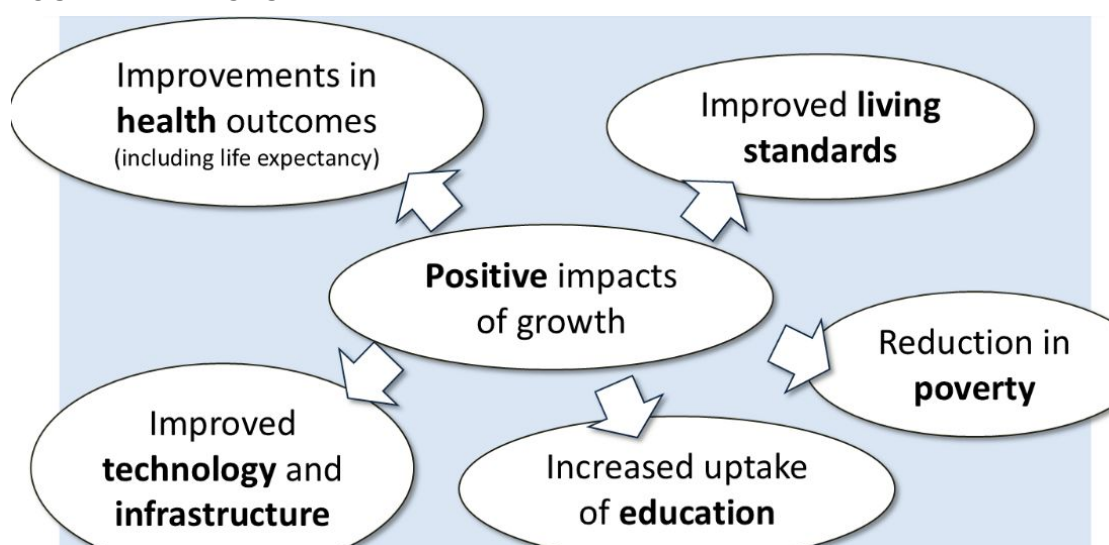 Improvements in
health outcomes
(including life expectancy)
Improved living
standards
Positive impacts
of growth
Reduction in
poverty
Improved
technology and
infrastructure
Increased uptake
of education